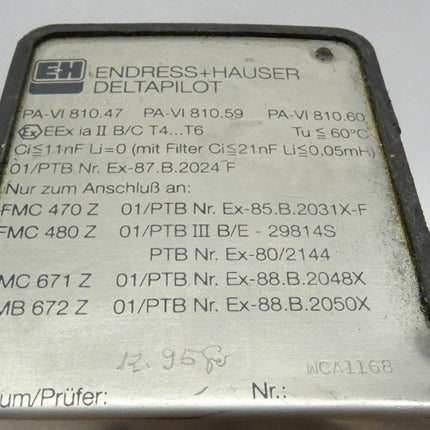 EH ENDRESS+HAUSER
DELTAPILOT
PA-VI 810.47 PA-VI 810.59 PA-VI 810.60
Ex EEx ia II B/C T4...T6 Tu ≦ 60°C
Ci≦11nF Li=0 (mit Filter Ci≦21nF Li≦0,05mH)
01/PTB Nr. Ex-87.B.2024 F
Nur zum Anschluß an:
FMC 470 Z 01/PTB Nr. Ex-85.B.2031X-F
FMC 480 Z 01/PTB III B/E - 29814S
PTB Nr. Ex-80/2144
MC 671 Z 01/PTB Nr. Ex-88.B.2048X
MB 672 Z 01/PTB Nr. Ex-88.B.2050X
12.95
WCA1168
um/Prüfer: Nr.: